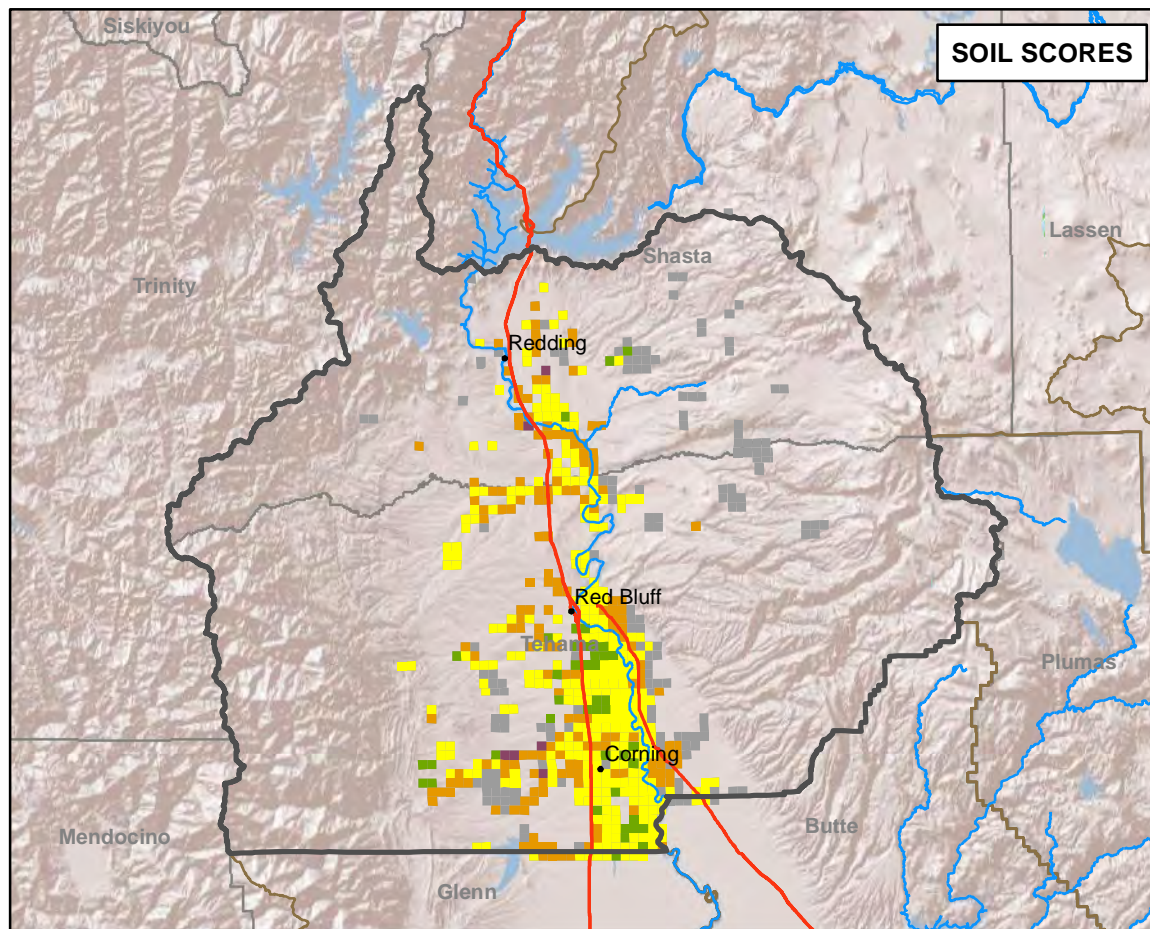 Siskiyou
SOIL SCORES
Lassen
Shasta
Trinity
Redding
Red Bluff
Tehama
Plumas
Corning
Butte
Mendocino
Glenn